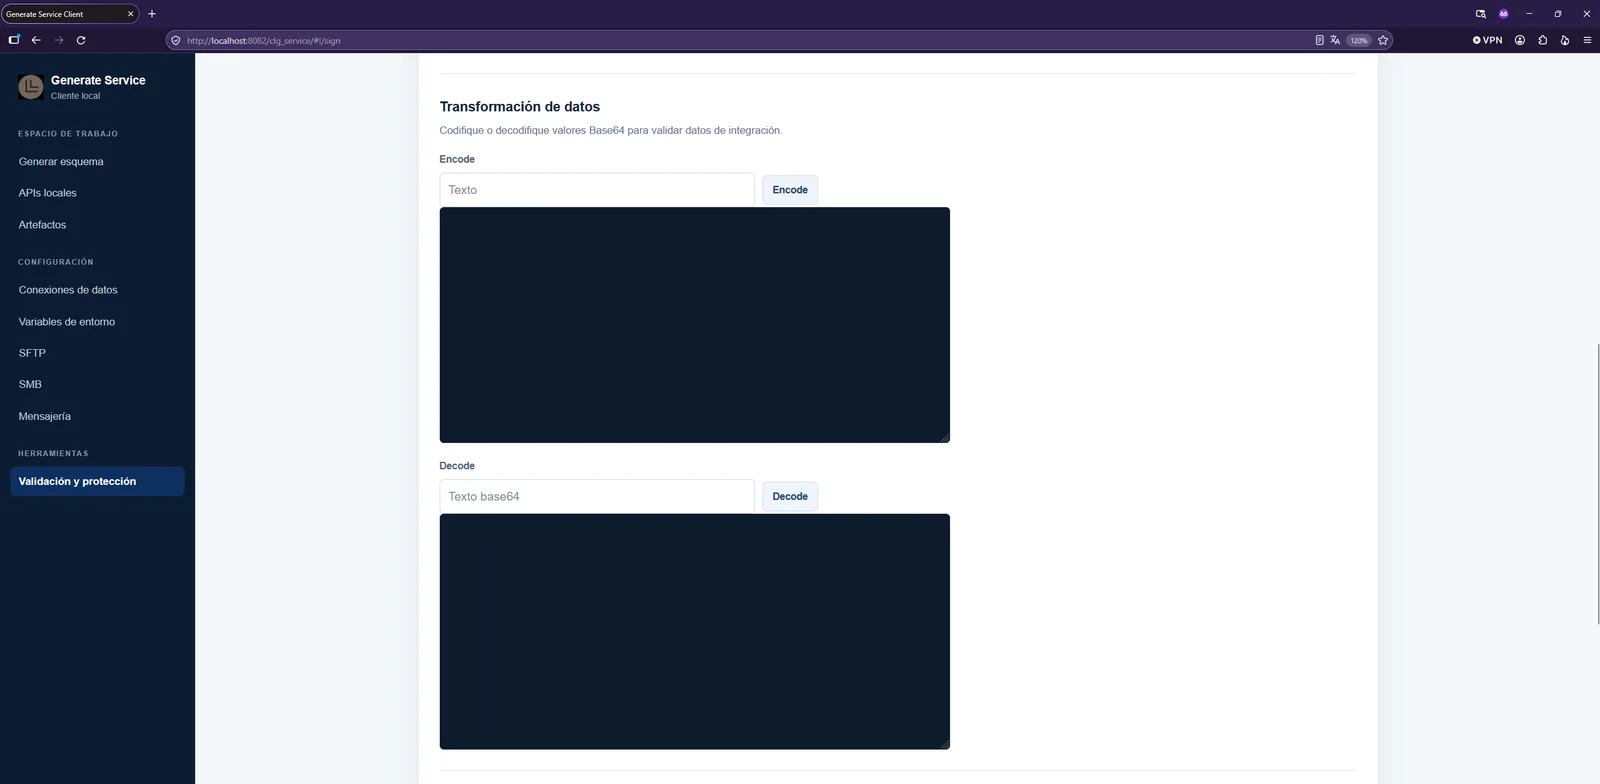 Generate Service Client
http://localhost:8082/clg_service/#!/sign
120%
VPN
Generate Service
Cliente local
ESPACIO DE TRABAJO
Generar esquema
APIs locales
Artefactos
CONFIGURACIÓN
Conexiones de datos
Variables de entorno
SFTP
SMB
Mensajería
HERRAMIENTAS
Validación y protección
Transformación de datos
Codifique o decodifique valores Base64 para validar datos de integración.
Encode
Texto
Encode
Decode
Texto base64
Decode